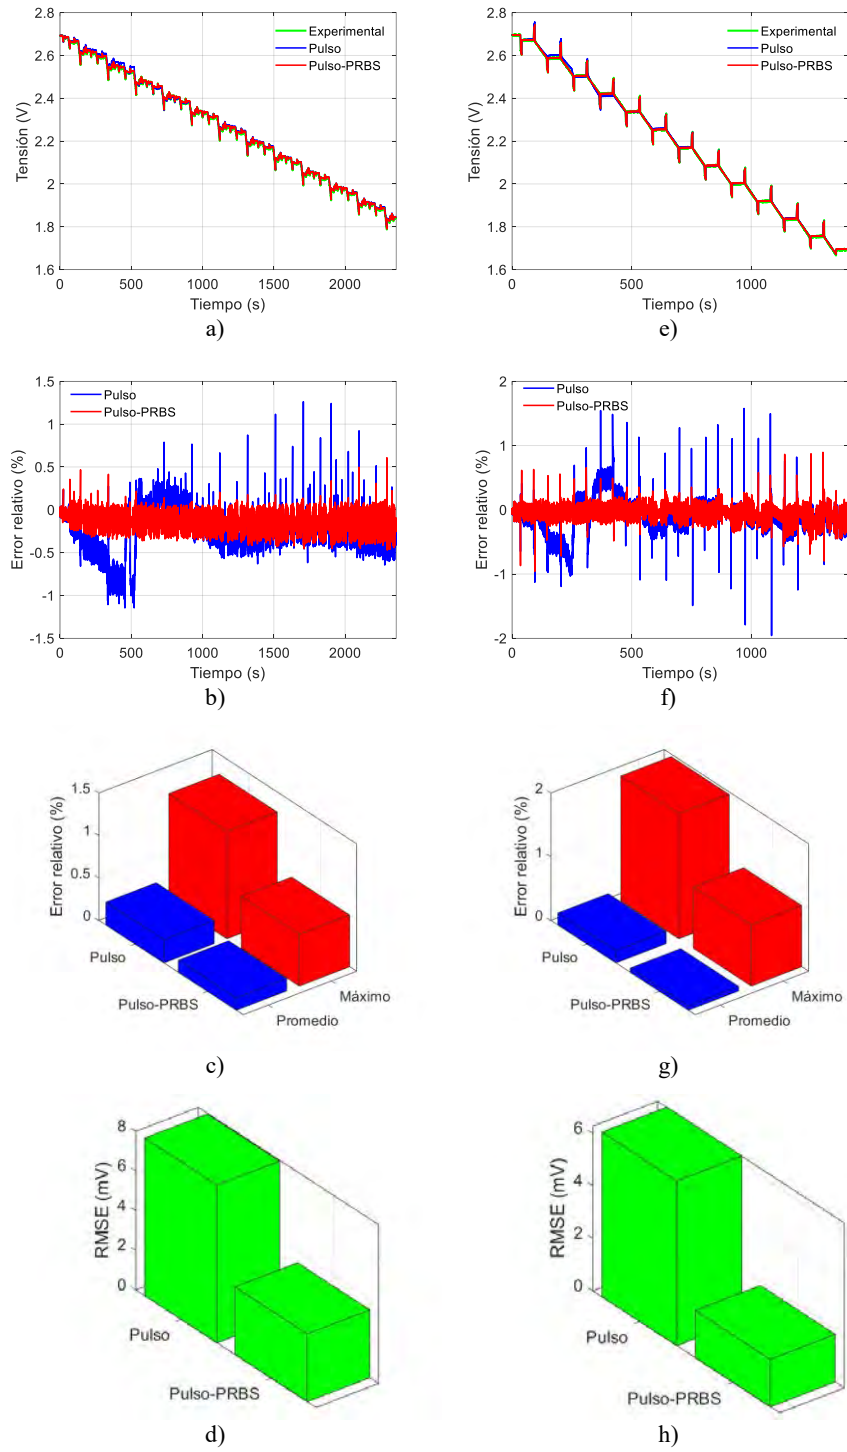 2.8
2.6
2.4
2.2
2
1.8
1.6
Tensión (V)
Experimental
Pulso
Pulso-PRBS
0
500
1000
1500
2000
Tiempo (s)
a)
2.8
2.6
2.4
2.2
2
1.8
1.6
Tensión (V)
Experimental
Pulso
Pulso-PRBS
0
500
1000
Tiempo (s)
e)
1.5
1
0.5
0
-0.5
-1
-1.5
Error relativo (%)
Pulso
Pulso-PRBS
0
500
1000
1500
2000
Tiempo (s)
b)
2
1
0
-1
-2
Error relativo (%)
Pulso
Pulso-PRBS
0
500
1000
Tiempo (s)
f)
1.5
1
0.5
0
Error relativo (%)
Pulso
Pulso-PRBS
Promedio
Máximo
c)
2
1
0
Error relativo (%)
Pulso
Pulso-PRBS
Promedio
Máximo
g)
8
6
4
2
0
RMSE (mV)
Pulso
Pulso-PRBS
d)
6
4
2
0
RMSE (mV)
Pulso
Pulso-PRBS
h)